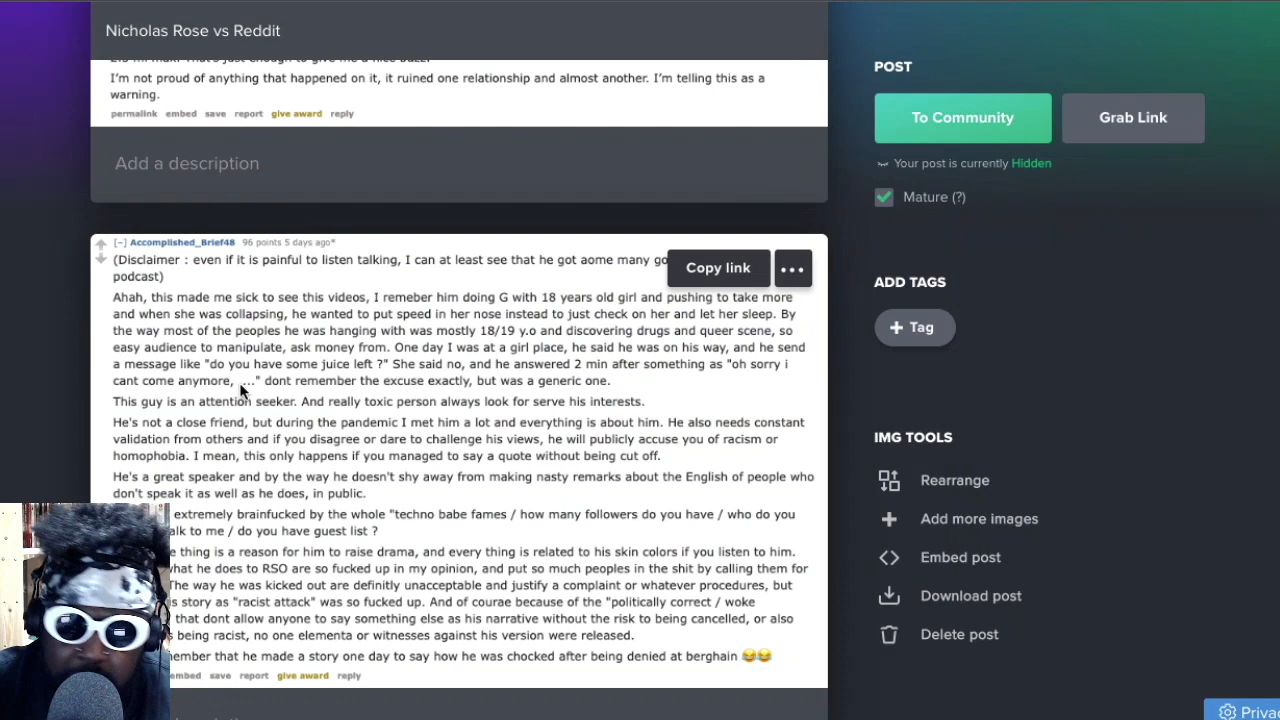 Nicholas Rose vs Reddit
I'm not proud of anything that happened on it, it ruined one relationship and almost another. I'm telling this as a
warning.
permalink embed save report give award reply
Add a description
[–] Accomplished_Brief48 96 points 5 days ago*
(Disclaimer : even if it is painful to listen talking, I can at least see that he got aome many go
podcast)
Ahah, this made me sick to see this videos, I remeber him doing G with 18 years old girl and pushing to take more
and when she was collapsing, he wanted to put speed in her nose instead to just check on her and let her sleep. By
the way most of the peoples he was hanging with was mostly 18/19 y.o and discovering drugs and queer scene, so
easy audience to manipulate, ask money from. One day I was at a girl place, he said he was on his way, and he send
a message like "do you have some juice left ?" She said no, and he answered 2 min after something as "oh sorry i
cant come anymore, ..." dont remember the excuse exactly, but was a generic one.
This guy is an attention seeker. And really toxic person always look for serve his interests.
He's not a close friend, but during the pandemic I met him a lot and everything is about him. He also needs constant
validation from others and if you disagree or dare to challenge his views, he will publicly accuse you of racism or
homophobia. I mean, this only happens if you managed to say a quote without being cut off.
He's a great speaker and by the way he doesn't shy away from making nasty remarks about the English of people who
don't speak it as well as he does, in public.
extremely brainfucked by the whole "techno babe fames / how many followers do you have / who do you
alk to me / do you have guest list ?
e thing is a reason for him to raise drama, and every thing is related to his skin colors if you listen to him.
hat he does to RSO are so fucked up in my opinion, and put so much peoples in the shit by calling them for
The way he was kicked out are definitly unacceptable and justify a complaint or whatever procedures, but
is story as "racist attack" was so fucked up. And of courae because of the "politically correct / woke
that dont allow anyone to say something else as his narrative without the risk to being cancelled, or also
s being racist, no one elementa or witnesses against his version were released.
member that he made a story one day to say how he was chocked after being denied at berghain 😂😂
embed save report give award reply
Copy link
...
POST
To Community
Grab Link
Your post is currently Hidden
Mature (?)
ADD TAGS
+ Tag
IMG TOOLS
Rearrange
Add more images
Embed post
Download post
Delete post
Privac